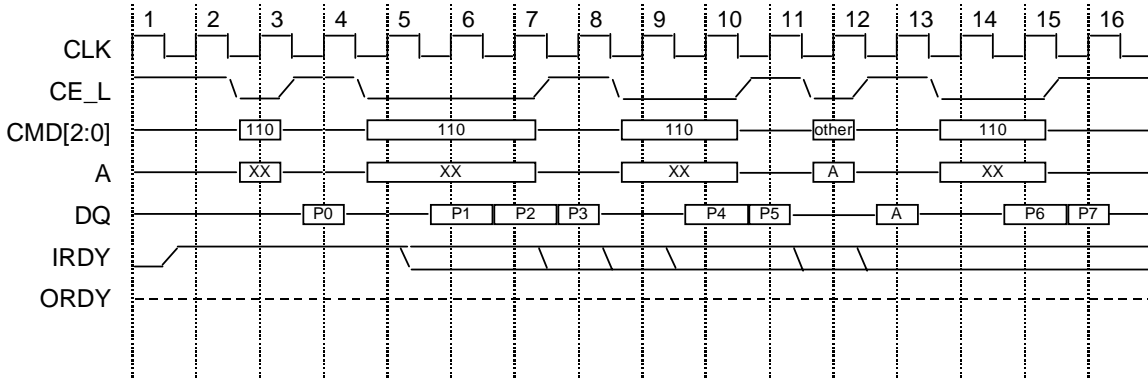 1 2 3 4 5 6 7 8 9 10 11 12 13 14 15 16
CLK
CE_L
CMD[2:0] 110 110 110 other 110
A XX XX XX A XX
DQ P0 P1 P2 P3 P4 P5 A P6 P7
IRDY
ORDY